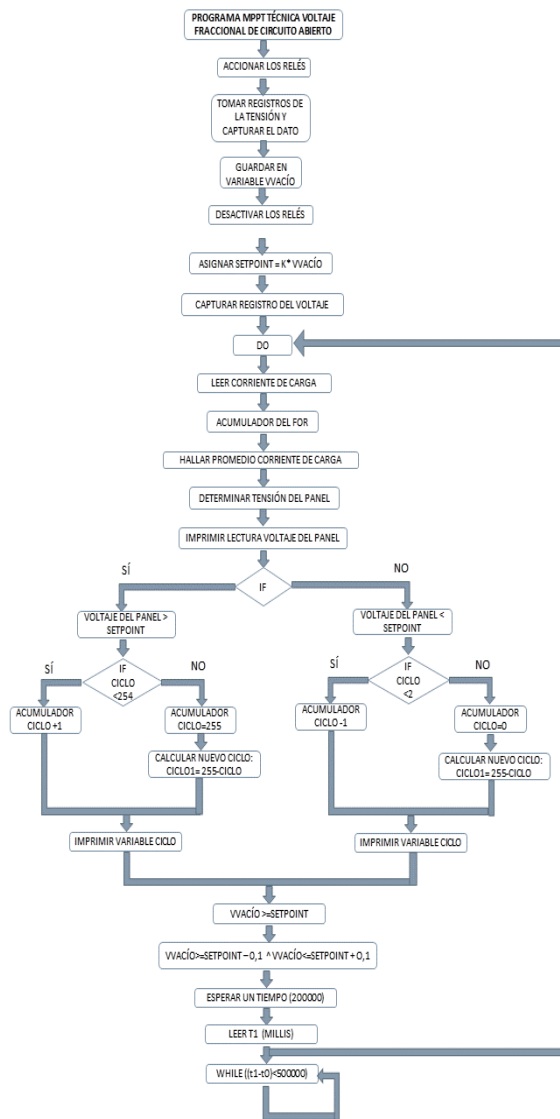 PROGRAMA MPPT TÉCNICA VOLTAJE
FRACCIONAL DE CIRCUITO ABIERTO
ACCIONAR LOS RELÉS
TOMAR REGISTROS DE
LA TENSIÓN Y
CAPTURAR EL DATO
GUARDAR EN
VARIABLE VVACÍO
DESACTIVAR LOS RELÉS
ASIGNAR SETPOINT = K* VVACÍO
CAPTURAR REGISTRO DEL VOLTAJE
DO
LEER CORRIENTE DE CARGA
ACUMULADOR DEL FOR
HALLAR PROMEDIO CORRIENTE DE CARGA
DETERMINAR TENSIÓN DEL PANEL
IMPRIMIR LECTURA VOLTAJE DEL PANEL
IF
SÍ
NO
VOLTAJE DEL PANEL >
SETPOINT
VOLTAJE DEL PANEL <
SETPOINT
SÍ
IF
CICLO
<254
NO
SÍ
IF
CICLO
<2
NO
ACUMULADOR
CICLO +1
ACUMULADOR
CICLO=255
ACUMULADOR
CICLO -1
ACUMULADOR
CICLO=0
CALCULAR NUEVO CICLO:
CICLO1= 255-CICLO
CALCULAR NUEVO CICLO:
CICLO1= 255-CICLO
IMPRIMIR VARIABLE CICLO
IMPRIMIR VARIABLE CICLO
VVACÍO >=SETPOINT
VVACÍO>=SETPOINT – 0,1 ^ VVACÍO<=SETPOINT + 0,1
ESPERAR UN TIEMPO (200000)
LEER T1 (MILLIS)
WHILE ((t1-t0)<500000)